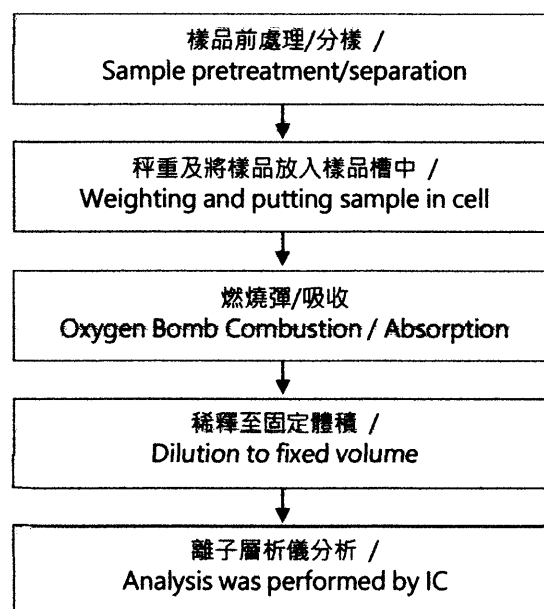 樣品前處理/分樣 /
Sample pretreatment/separation
秤重及將樣品放入樣品槽中 /
Weighting and putting sample in cell
燃燒彈/吸收
Oxygen Bomb Combustion / Absorption
稀釋至固定體積 /
Dilution to fixed volume
離子層析儀分析 /
Analysis was performed by IC